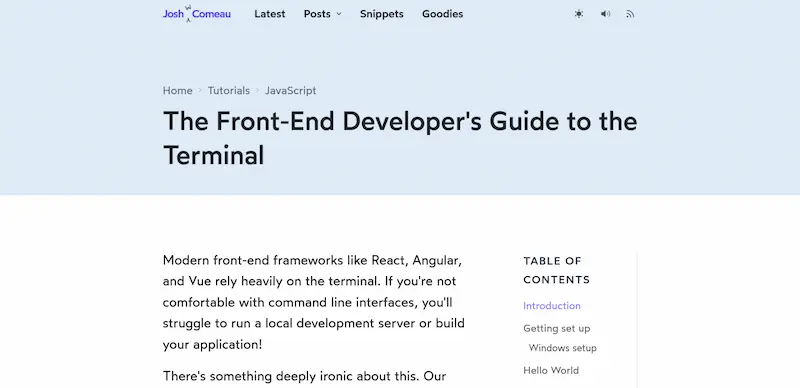 Josh W Comeau Latest Posts Snippets Goodies
Home › Tutorials › JavaScript
The Front-End Developer's Guide to the
Terminal
Modern front-end frameworks like React, Angular,
and Vue rely heavily on the terminal. If you're not
comfortable with command line interfaces, you'll
struggle to run a local development server or build
your application!
There's something deeply ironic about this. Our
TABLE OF
CONTENTS
Introduction
Getting set up
Windows setup
Hello World